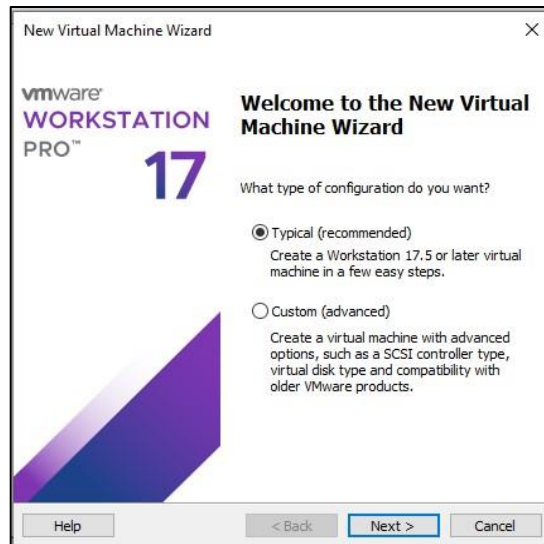 New Virtual Machine Wizard
vmware®
WORKSTATION
PRO™
17
Welcome to the New Virtual
Machine Wizard
What type of configuration do you want?
Typical (recommended)
Create a Workstation 17.5 or later virtual
machine in a few easy steps.
Custom (advanced)
Create a virtual machine with advanced
options, such as a SCSI controller type,
virtual disk type and compatibility with
older VMware products.
Help
< Back
Next >
Cancel